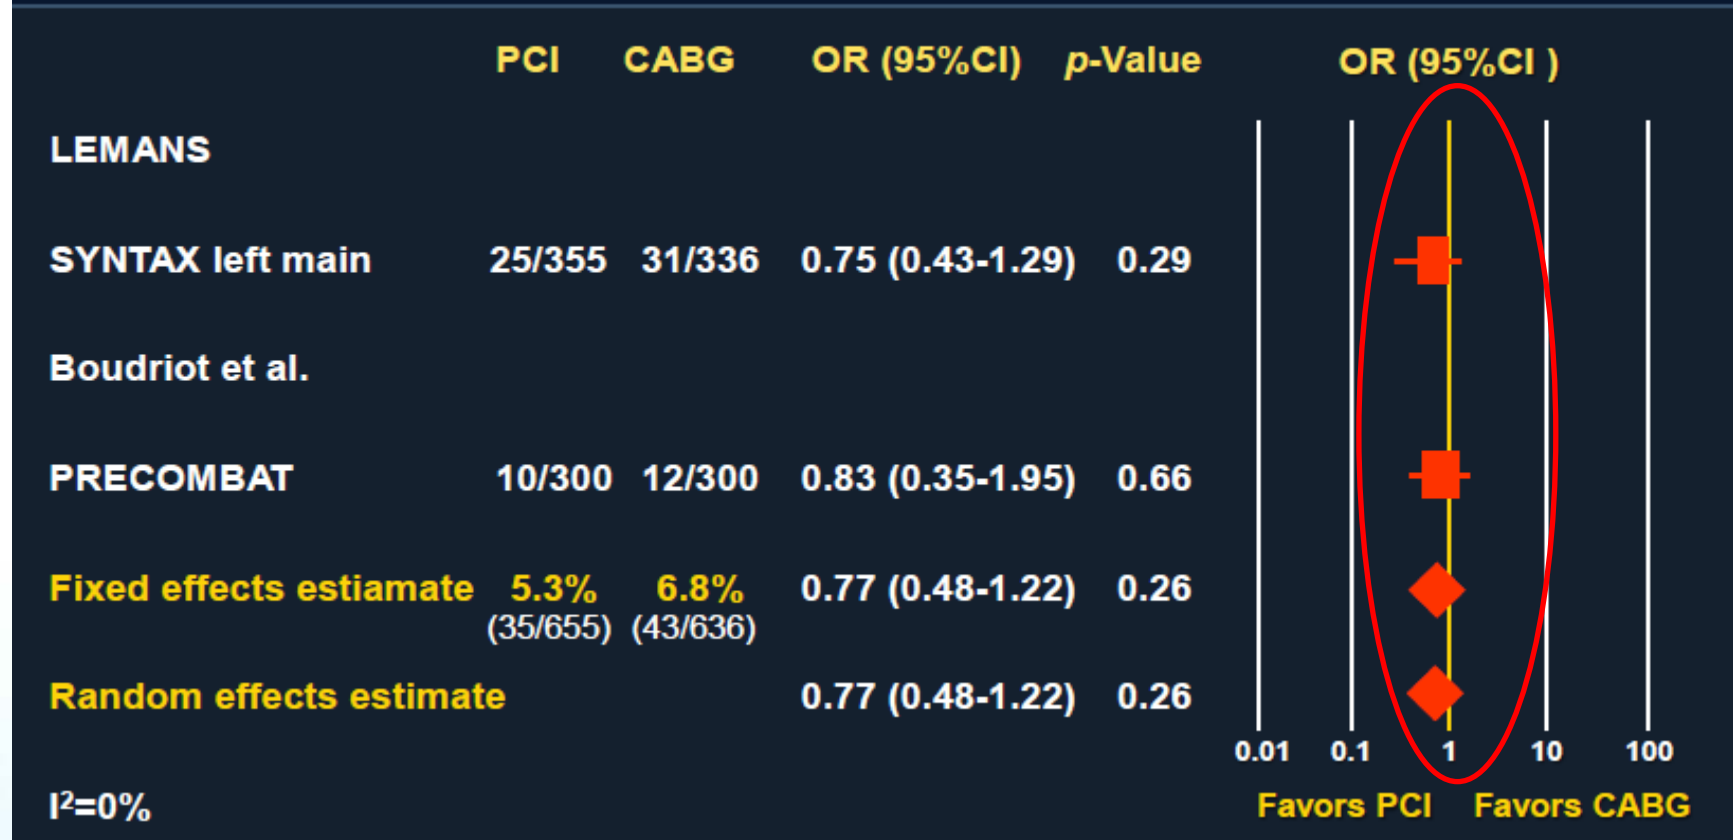 PCI CABG OR (95%CI) p-Value OR (95%CI )
LEMANS
SYNTAX left main 25/355 31/336 0.75 (0.43-1.29) 0.29
Boudriot et al.
PRECOMBAT 10/300 12/300 0.83 (0.35-1.95) 0.66
Fixed effects estiamate 5.3% 6.8% 0.77 (0.48-1.22) 0.26
(35/655) (43/636)
Random effects estimate 0.77 (0.48-1.22) 0.26
0.01 0.1 1 10 100
I²=0% Favors PCI Favors CABG